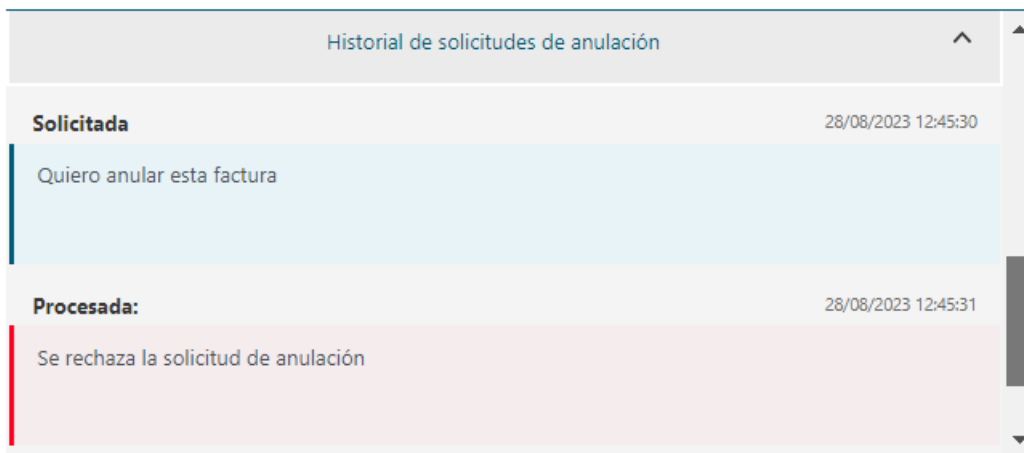 Historial de solicitudes de anulación
Solicitada 28/08/2023 12:45:30
Quiero anular esta factura
Procesada: 28/08/2023 12:45:31
Se rechaza la solicitud de anulación